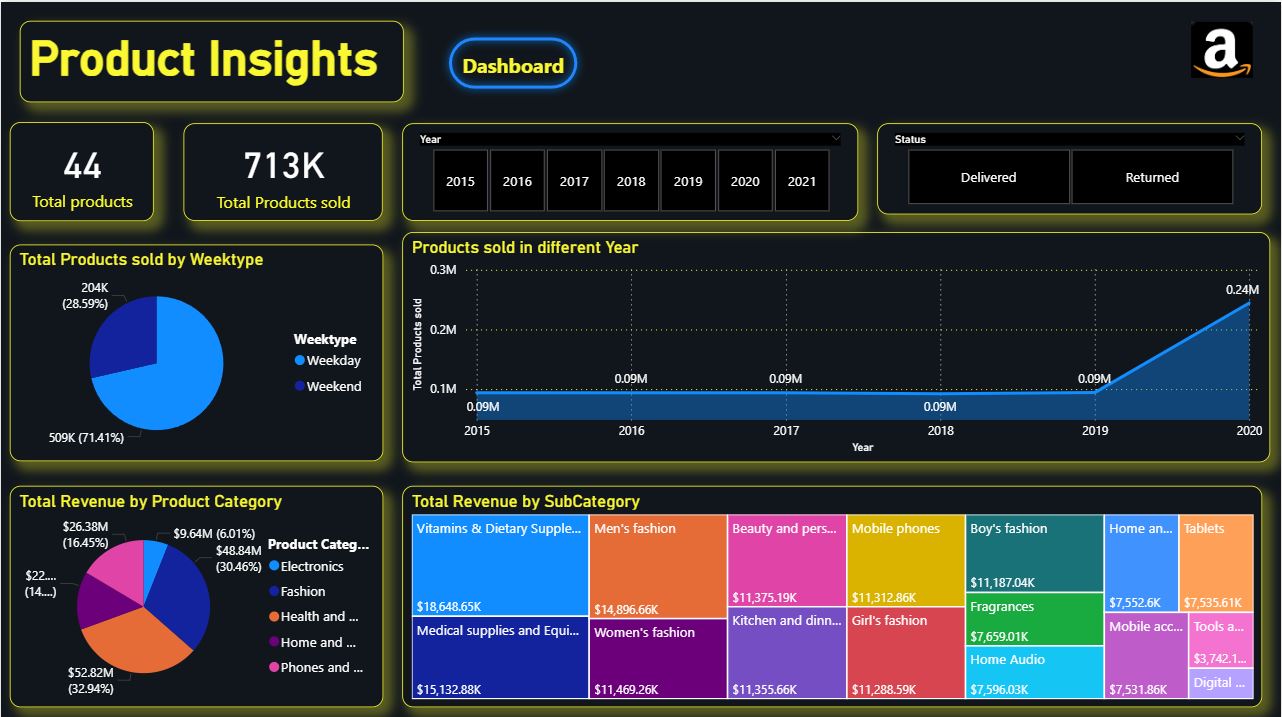 Product Insights
Dashboard
a
44
Total products
713K
Total Products sold
Year
2015
2016
2017
2018
2019
2020
2021
Status
Delivered
Returned
Total Products sold by Weektype
204K
(28.59%)
509K (71.41%)
Weektype
Weekday
Weekend
Products sold in different Year
Total Products sold
0.3M
0.2M
0.1M
0.09M
0.09M
0.09M
0.09M
0.09M
0.24M
2015
2016
2017
2018
2019
2020
Year
Total Revenue by Product Category
$26.38M
(16.45%)
$9.64M (6.01%)
$48.84M
(30.46%)
$22....
(14....)
$52.82M
(32.94%)
Product Categ...
Electronics
Fashion
Health and ...
Home and ...
Phones and ...
Total Revenue by SubCategory
Vitamins & Dietary Supple...
$18,648.65K
Medical supplies and Equi...
$15,132.88K
Men's fashion
$14,896.66K
Women's fashion
$11,469.26K
Beauty and pers...
$11,375.19K
Kitchen and dinn...
$11,355.66K
Mobile phones
$11,312.86K
Girl's fashion
$11,288.59K
Boy's fashion
$11,187.04K
Fragrances
$7,659.01K
Home Audio
$7,596.03K
Home an...
$7,552.6K
Tablets
$7,535.61K
Mobile acc...
$7,531.86K
Tools a...
$3,742.1...
Digital ...